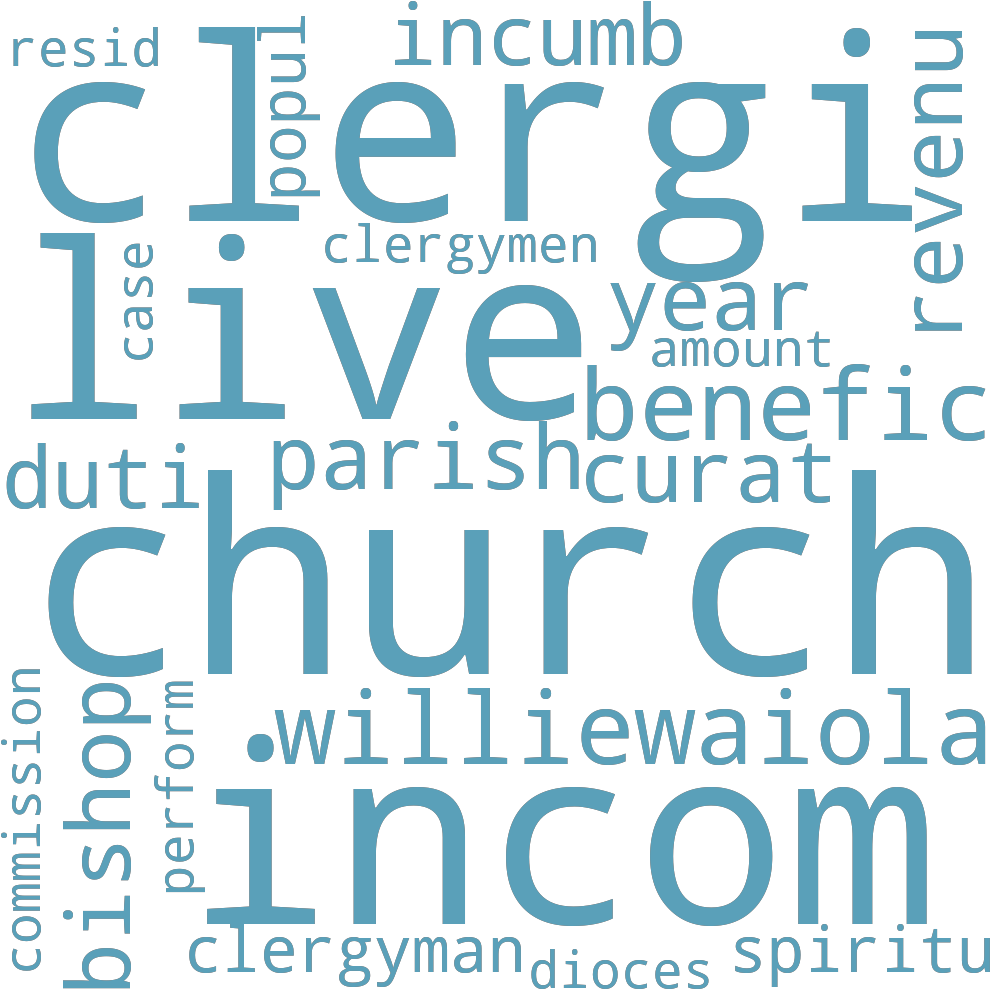 resid
popul
incumb
revenu
clergi
case
clergymen
live
year
amount
benefic
duti
parish
curat
church
commission
bishop
perform
williewaiola
incom
clergyman
dioces
spiritu